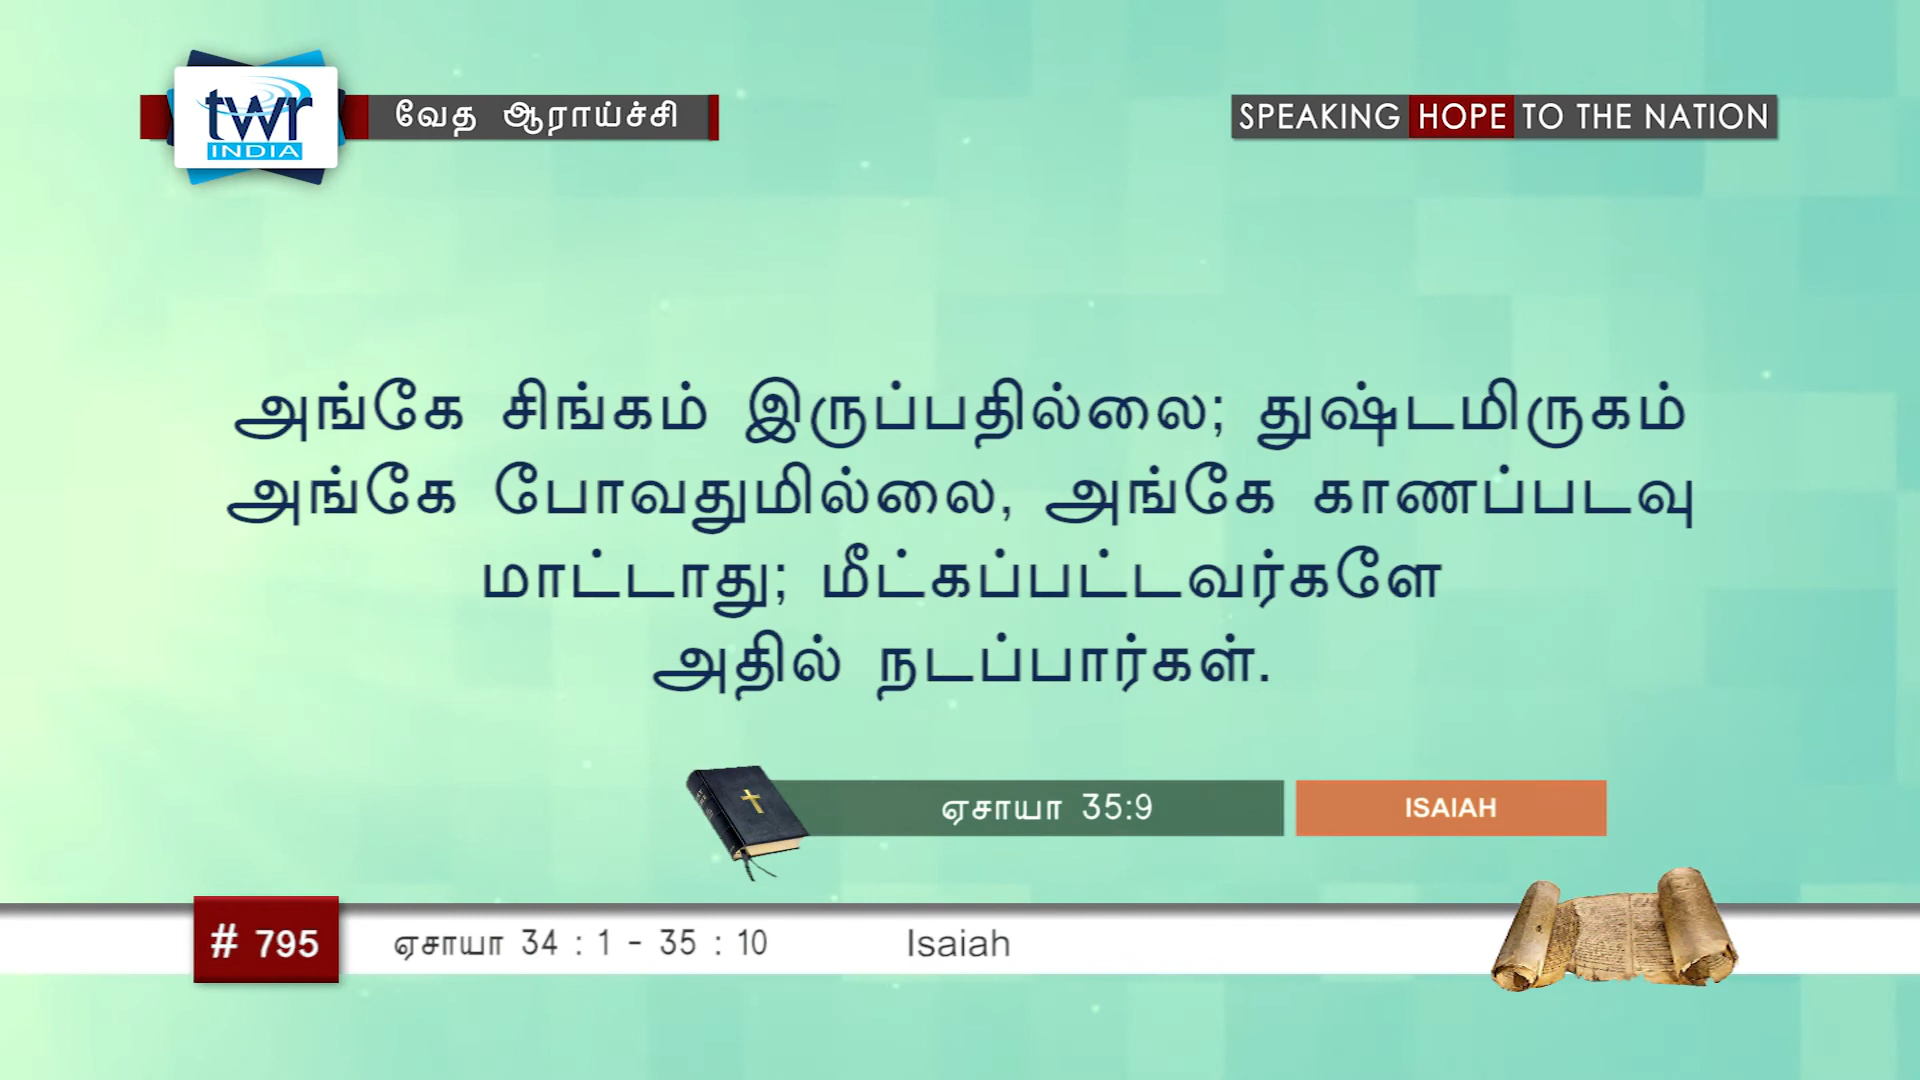 twr
INDIA
வேத ஆராய்ச்சி
SPEAKING HOPE TO THE NATION
அங்கே சிங்கம் இருப்பதில்லை; துஷ்டமிருகம்
அங்கே போவதுமில்லை, அங்கே காணப்படவு
மாட்டாது; மீட்கப்பட்டவர்களே
அதில் நடப்பார்கள்.
ஏசாயா 35:9
ISAIAH
# 795
ஏசாயா 34 : 1 - 35 : 10
Isaiah